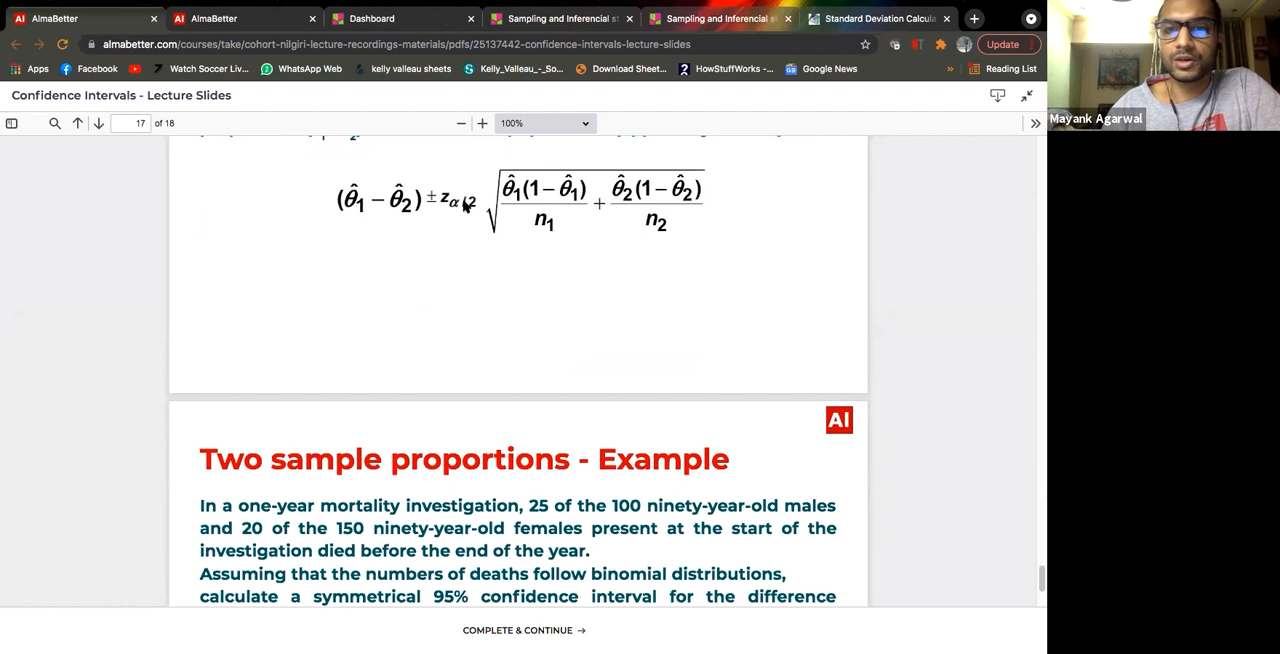 AI AlmaBetter × AI AlmaBetter × Dashboard × Sampling and Inferencial s × Sampling and Inferencial s × Standard Deviation Calcula × +
almabetter.com/courses/take/cohort-nilgiri-lecture-recordings-materials/pdfs/25137442-confidence-intervals-lecture-slides Update
Apps Facebook Watch Soccer Liv... WhatsApp Web kelly valleau sheets Kelly_Valleau_-_So... Download Sheet... HowStuffWorks -... Google News » Reading List
Confidence Intervals - Lecture Slides
17 of 18 − + 100% »
Mayank Agarwal
(θ̂1 − θ̂2) ± zα/2 √(θ̂1(1 − θ̂1)/n1 + θ̂2(1 − θ̂2)/n2)
AI
Two sample proportions - Example
In a one-year mortality investigation, 25 of the 100 ninety-year-old males
and 20 of the 150 ninety-year-old females present at the start of the
investigation died before the end of the year.
Assuming that the numbers of deaths follow binomial distributions,
calculate a symmetrical 95% confidence interval for the difference
COMPLETE & CONTINUE →